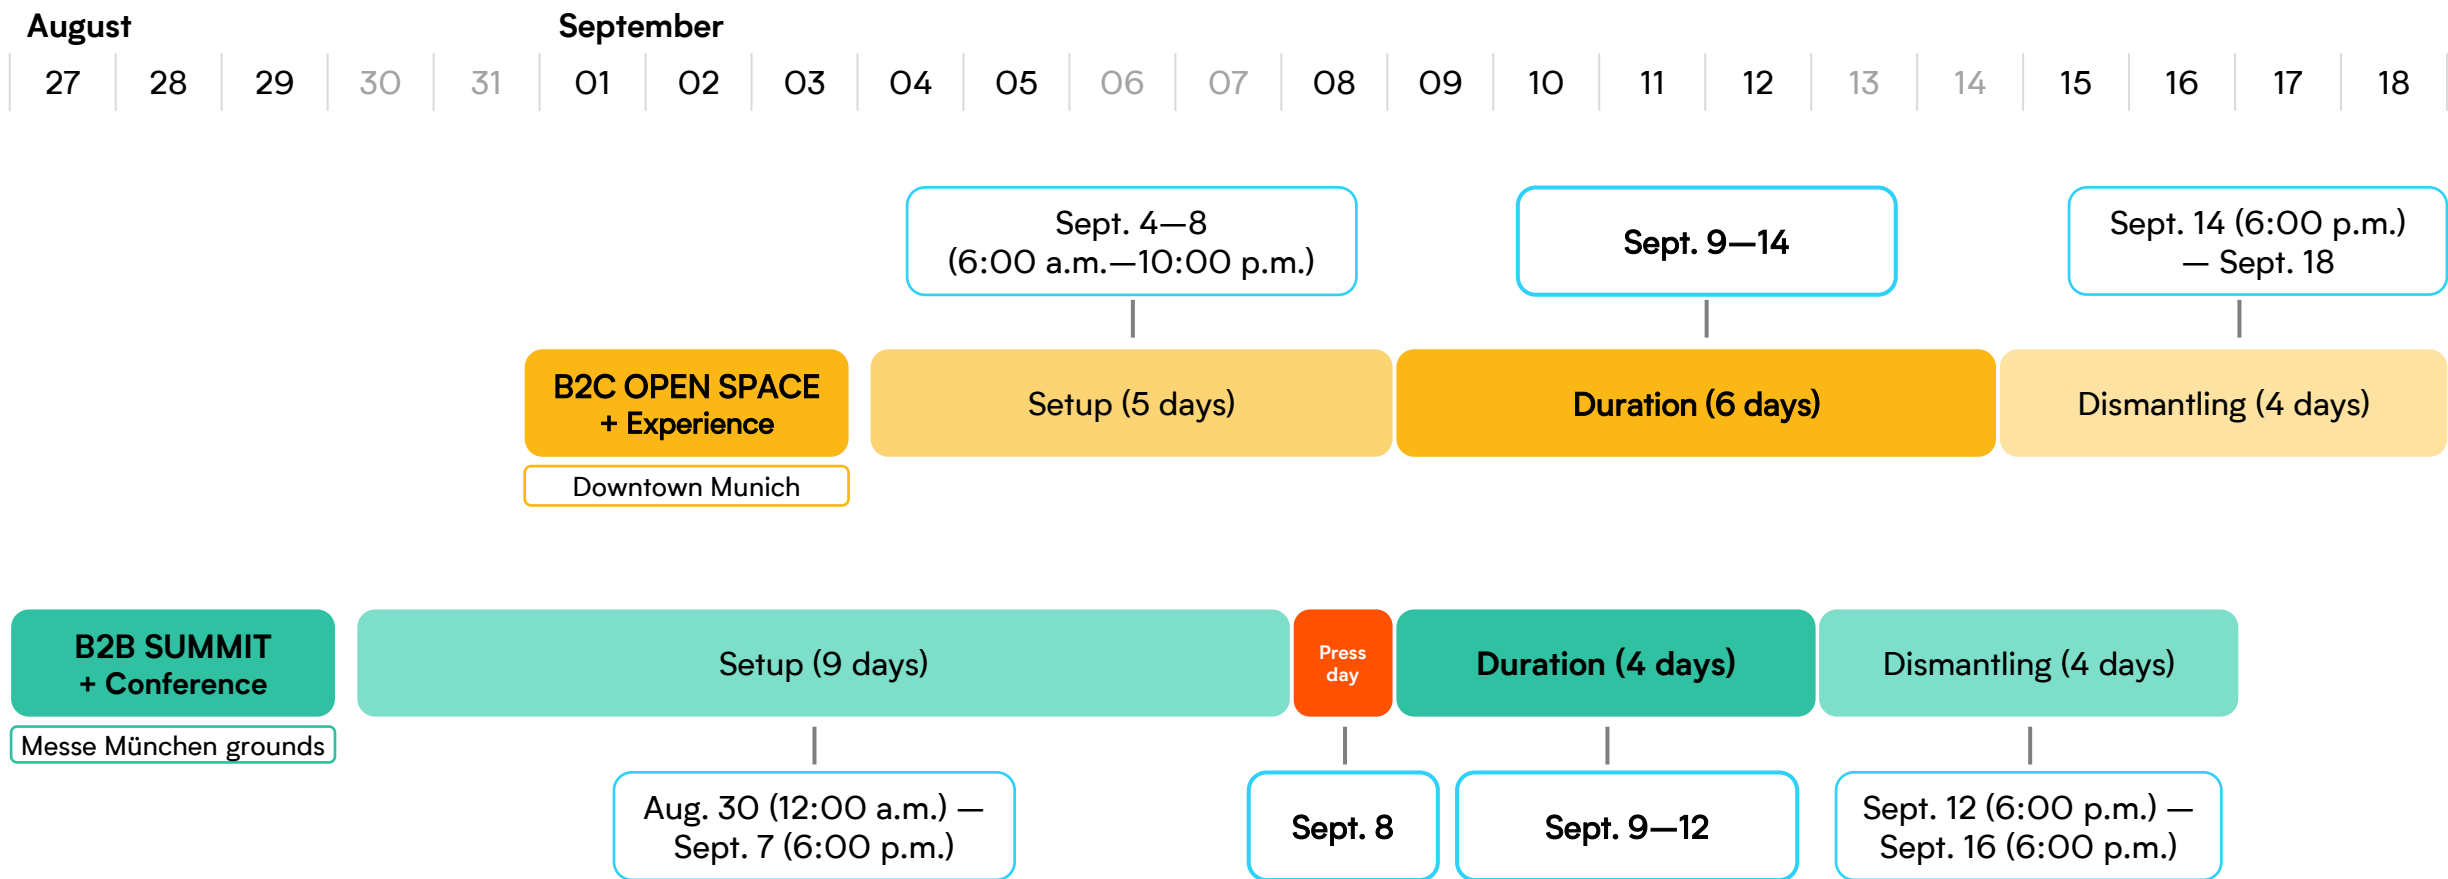 August
September
27 28 29 30 31 01 02 03 04 05 06 07 08 09 10 11 12 13 14 15 16 17 18
Sept. 4—8
(6:00 a.m.—10:00 p.m.)
Sept. 9—14
Sept. 14 (6:00 p.m.)
— Sept. 18
B2C OPEN SPACE
+ Experience
Downtown Munich
Setup (5 days)
Duration (6 days)
Dismantling (4 days)
B2B SUMMIT
+ Conference
Messe München grounds
Setup (9 days)
Press
day
Duration (4 days)
Dismantling (4 days)
Aug. 30 (12:00 a.m.) —
Sept. 7 (6:00 p.m.)
Sept. 8
Sept. 9—12
Sept. 12 (6:00 p.m.) —
Sept. 16 (6:00 p.m.)